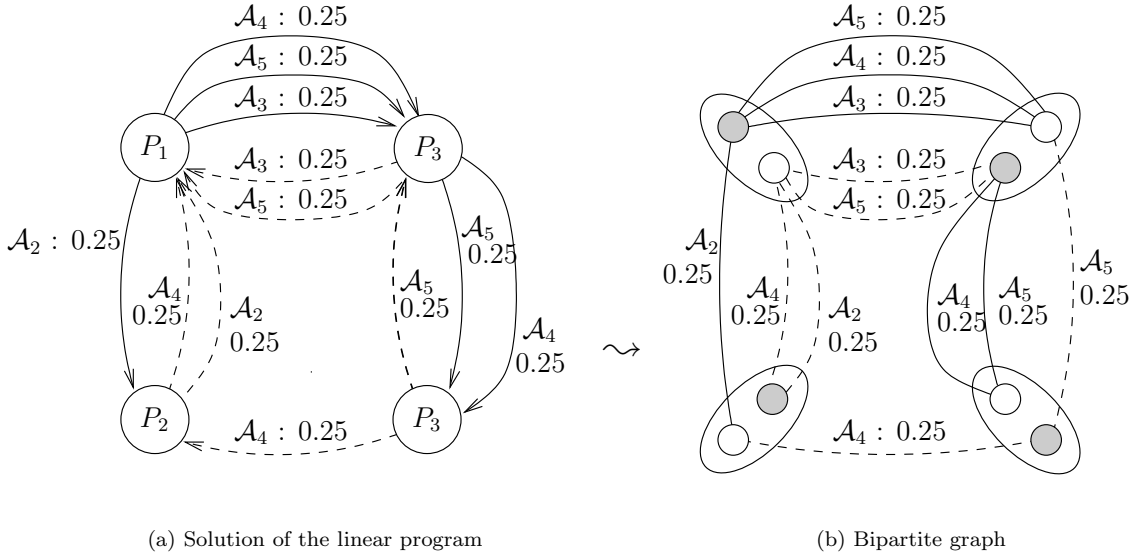 𝒜₄ : 0.25
𝒜₅ : 0.25
𝒜₃ : 0.25
P₁
P₃
𝒜₃ : 0.25
𝒜₅ : 0.25
𝒜₂ : 0.25
𝒜₄
0.25
𝒜₂
0.25
𝒜₅
0.25
𝒜₅
0.25
𝒜₄
0.25
P₂
P₃
𝒜₄ : 0.25
(a) Solution of the linear program
⇝
𝒜₅ : 0.25
𝒜₄ : 0.25
𝒜₃ : 0.25
𝒜₃ : 0.25
𝒜₅ : 0.25
𝒜₂
0.25
𝒜₄
0.25
𝒜₂
0.25
𝒜₄
0.25
𝒜₅
0.25
𝒜₅
0.25
𝒜₄ : 0.25
(b) Bipartite graph